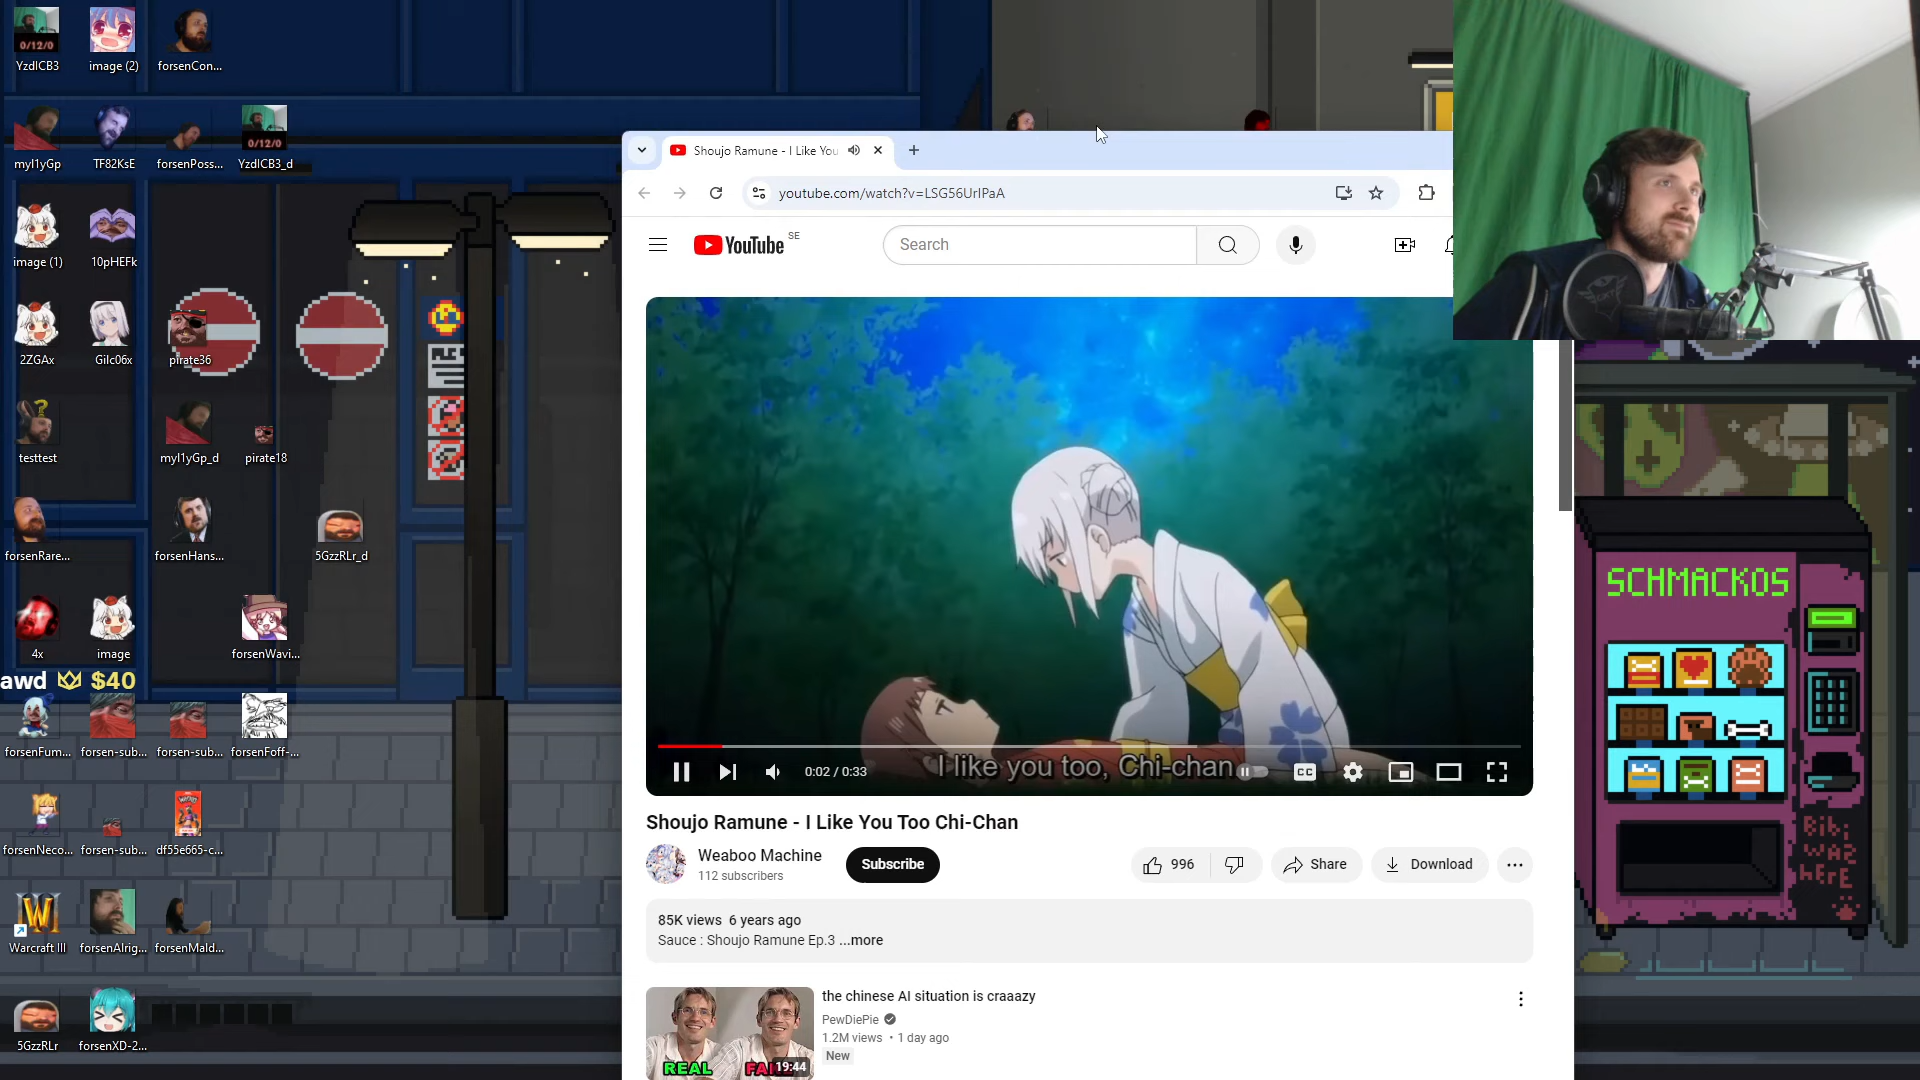 0/12/0
YzdlCB3
image (2)
forsenCon...
0/12/0
myl1yGp
TF82KsE
forsenPoss...
YzdlCB3_d
image (1)
10pHEFk
2ZGAx
Gilc06x
pirate36
testtest
myl1yGp_d
pirate18
forsenRare...
forsenHans...
5GzzRLr_d
4x
image
forsenWavi...
awd $40
forsenFum...
forsen-sub...
forsen-sub...
forsenFoff-...
forsenNeco...
forsen-sub...
df55e665-c...
Warcraft III
forsenAlrig...
forsenMald...
5GzzRLr
forsenXD-2...
Shoujo Ramune - I Like You
youtube.com/watch?v=LSG56UrIPaA
YouTube SE
Search
I like you too, Chi-chan
0:02 / 0:33
CC
Shoujo Ramune - I Like You Too Chi-Chan
Weaboo Machine
112 subscribers
Subscribe
996
Share
Download
85K views 6 years ago
Sauce : Shoujo Ramune Ep.3 ...more
the chinese AI situation is craaazy
PewDiePie
1.2M views • 1 day ago
New
REAL
19:44
SCHMACKOS
Bibi
WAZ
hErE